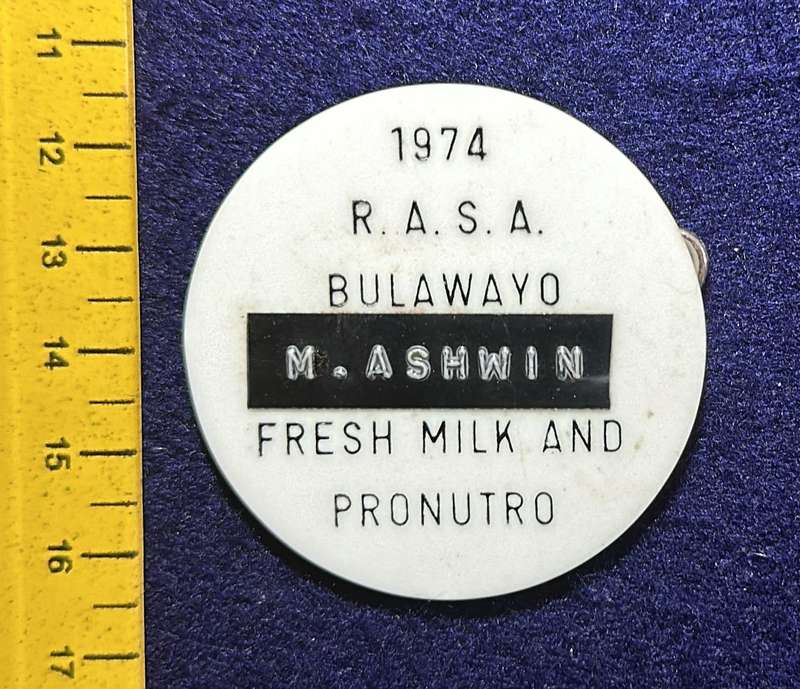 1974
R.A.S.A.
BULAWAYO
M. ASHWIN
FRESH MILK AND
PRONUTRO
11
12
13
14
15
16
17